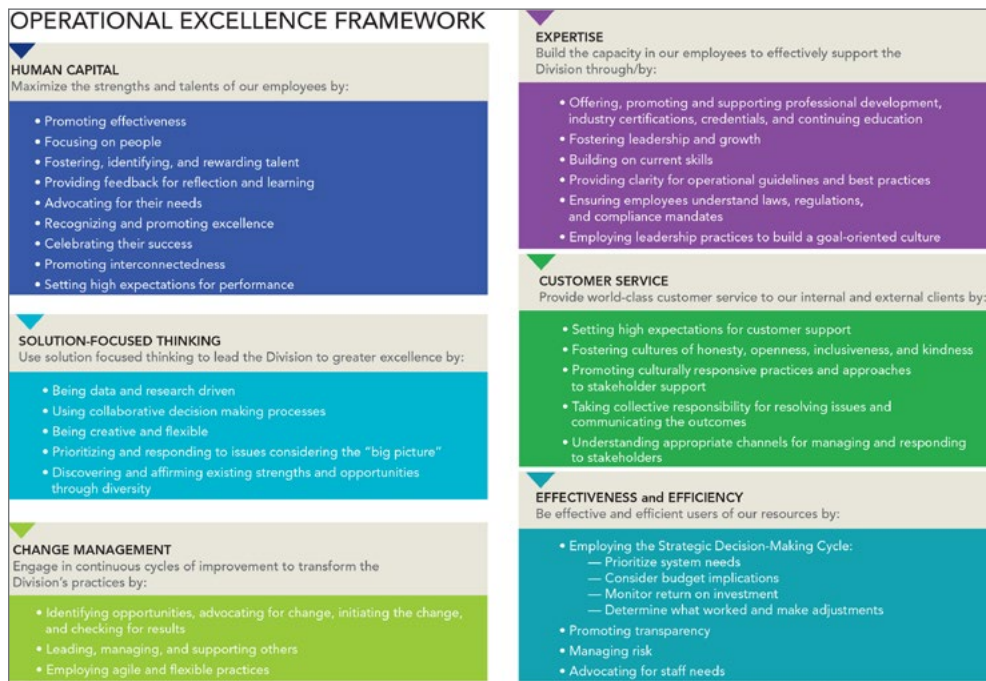 OPERATIONAL EXCELLENCE FRAMEWORK
HUMAN CAPITAL
Maximize the strengths and talents of our employees by:
• Promoting effectiveness
• Focusing on people
• Fostering, identifying, and rewarding talent
• Providing feedback for reflection and learning
• Advocating for their needs
• Recognizing and promoting excellence
• Celebrating their success
• Promoting interconnectedness
• Setting high expectations for performance
SOLUTION-FOCUSED THINKING
Use solution focused thinking to lead the Division to greater excellence by:
• Being data and research driven
• Using collaborative decision making processes
• Being creative and flexible
• Prioritizing and responding to issues considering the “big picture”
• Discovering and affirming existing strengths and opportunities
through diversity
CHANGE MANAGEMENT
Engage in continuous cycles of improvement to transform the
Division’s practices by:
• Identifying opportunities, advocating for change, initiating the change,
and checking for results
• Leading, managing, and supporting others
• Employing agile and flexible practices
EXPERTISE
Build the capacity in our employees to effectively support the
Division through/by:
• Offering, promoting and supporting professional development,
industry certifications, credentials, and continuing education
• Fostering leadership and growth
• Building on current skills
• Providing clarity for operational guidelines and best practices
• Ensuring employees understand laws, regulations,
and compliance mandates
• Employing leadership practices to build a goal-oriented culture
CUSTOMER SERVICE
Provide world-class customer service to our internal and external clients by:
• Setting high expectations for customer support
• Fostering cultures of honesty, openness, inclusiveness, and kindness
• Promoting culturally responsive practices and approaches
to stakeholder support
• Taking collective responsibility for resolving issues and
communicating the outcomes
• Understanding appropriate channels for managing and responding
to stakeholders
EFFECTIVENESS and EFFICIENCY
Be effective and efficient users of our resources by:
• Employing the Strategic Decision-Making Cycle:
— Prioritize system needs
— Consider budget implications
— Monitor return on investment
— Determine what worked and make adjustments
• Promoting transparency
• Managing risk
• Advocating for staff needs